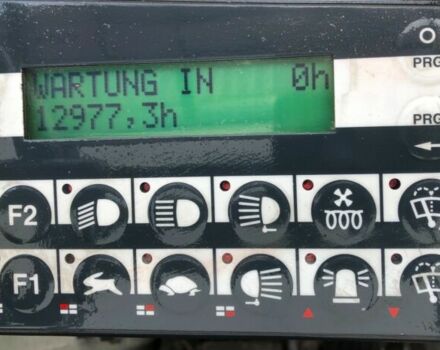 WARTUNG IN 0h
12977,3h
PRG
PRG
F2
F1